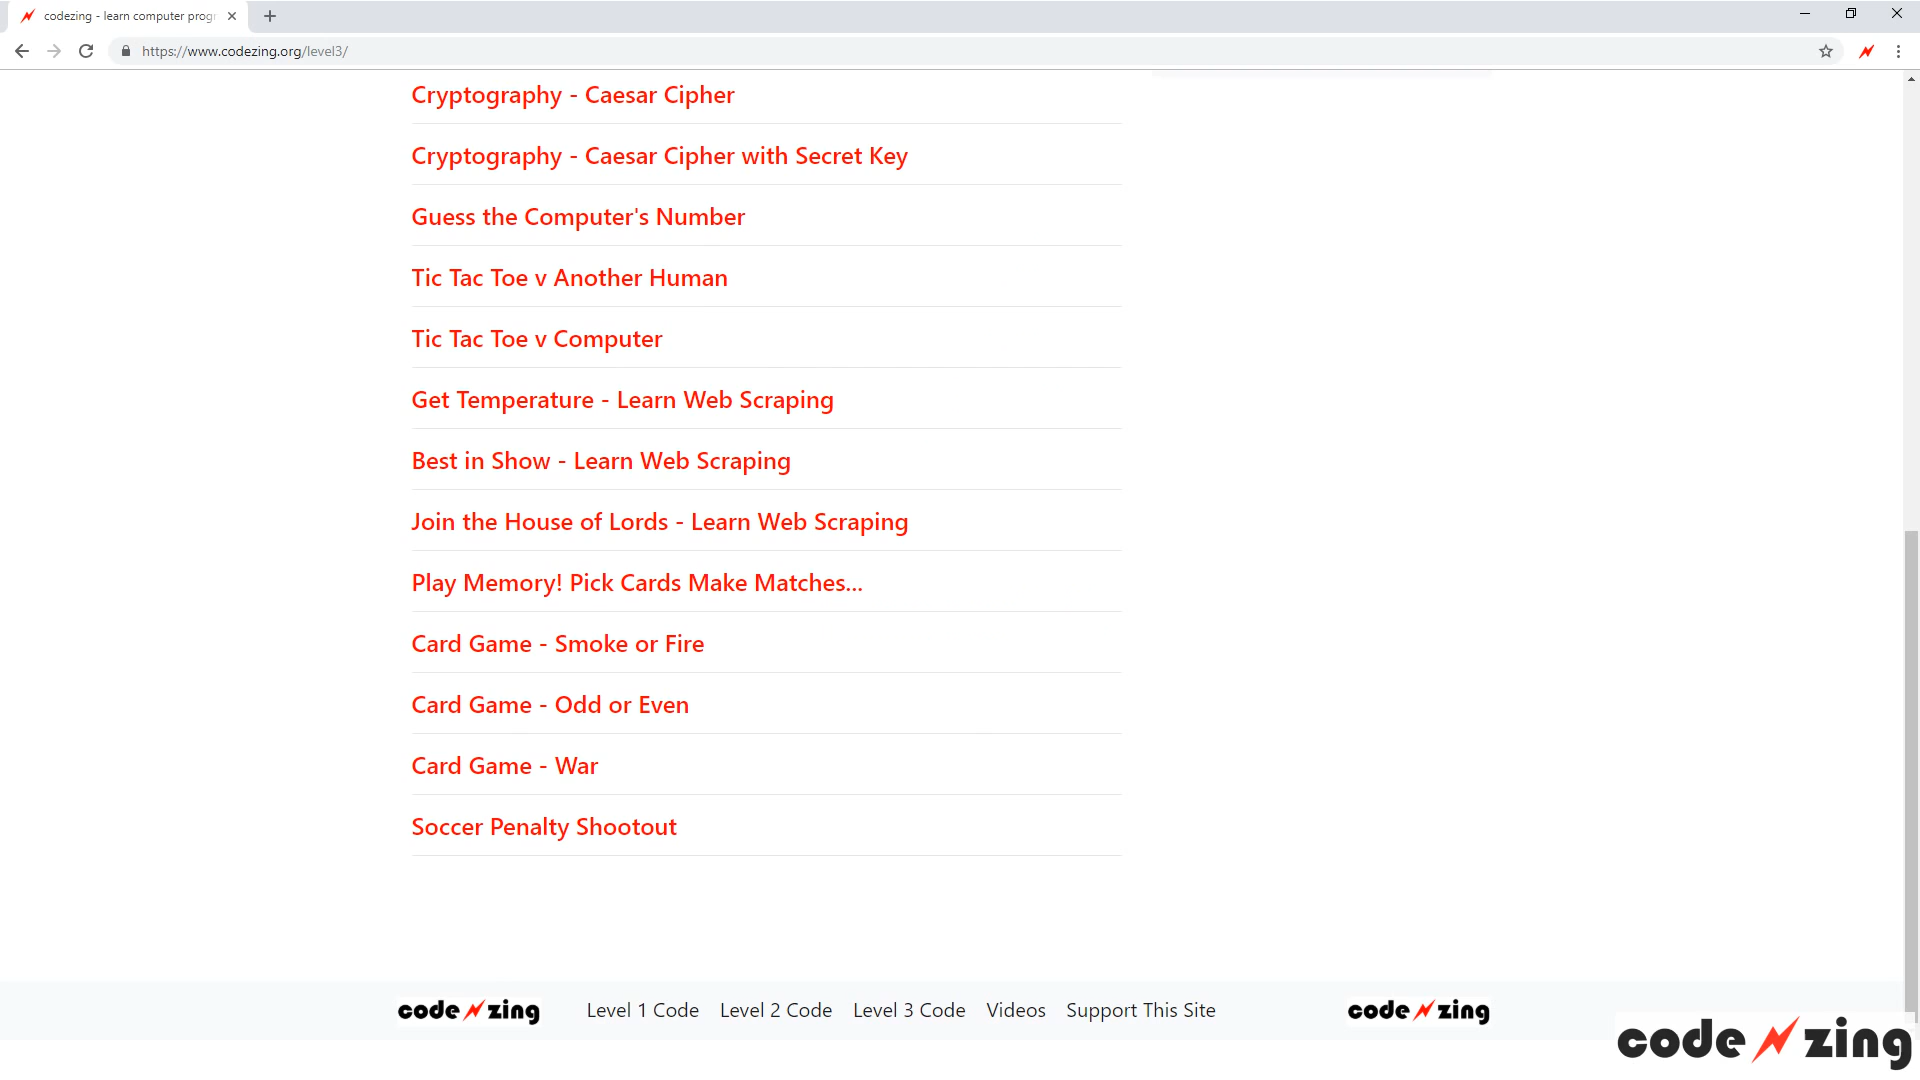 codezing - learn computer progr
https://www.codezing.org/level3/
Cryptography - Caesar Cipher
Cryptography - Caesar Cipher with Secret Key
Guess the Computer's Number
Tic Tac Toe v Another Human
Tic Tac Toe v Computer
Get Temperature - Learn Web Scraping
Best in Show - Learn Web Scraping
Join the House of Lords - Learn Web Scraping
Play Memory! Pick Cards Make Matches...
Card Game - Smoke or Fire
Card Game - Odd or Even
Card Game - War
Soccer Penalty Shootout
code zing Level 1 Code Level 2 Code Level 3 Code Videos Support This Site code zing
code zing